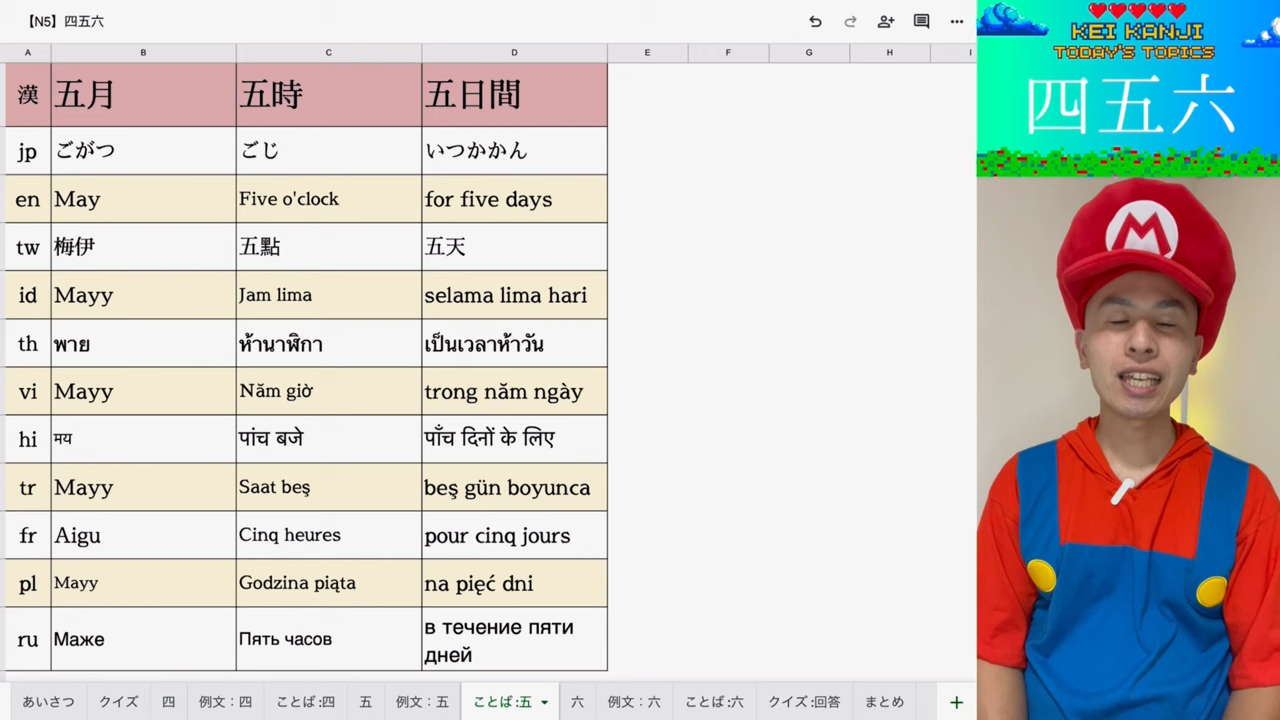 【N5】四五六
A B C D E F G H I
漢 五月 五時 五日間
jp ごがつ ごじ いつかかん
en May Five o'clock for five days
tw 梅伊 五點 五天
id Mayy Jam lima selama lima hari
th พาย ห้านาฬิกา เป็นเวลาห้าวัน
vi Mayy Năm giờ trong năm ngày
hi मय पांच बजे पाँच दिनों के लिए
tr Mayy Saat beş beş gün boyunca
fr Aigu Cinq heures pour cinq jours
pl Mayy Godzina piąta na pięć dni
ru Маже Пять часов в течение пяти
дней
あいさつ クイズ 四 例文：四 ことば:四 五 例文：五 ことば:五 六 例文：六 ことば:六 クイズ:回答 まとめ
KEI KANJI
TODAY'S TOPICS
四五六
M